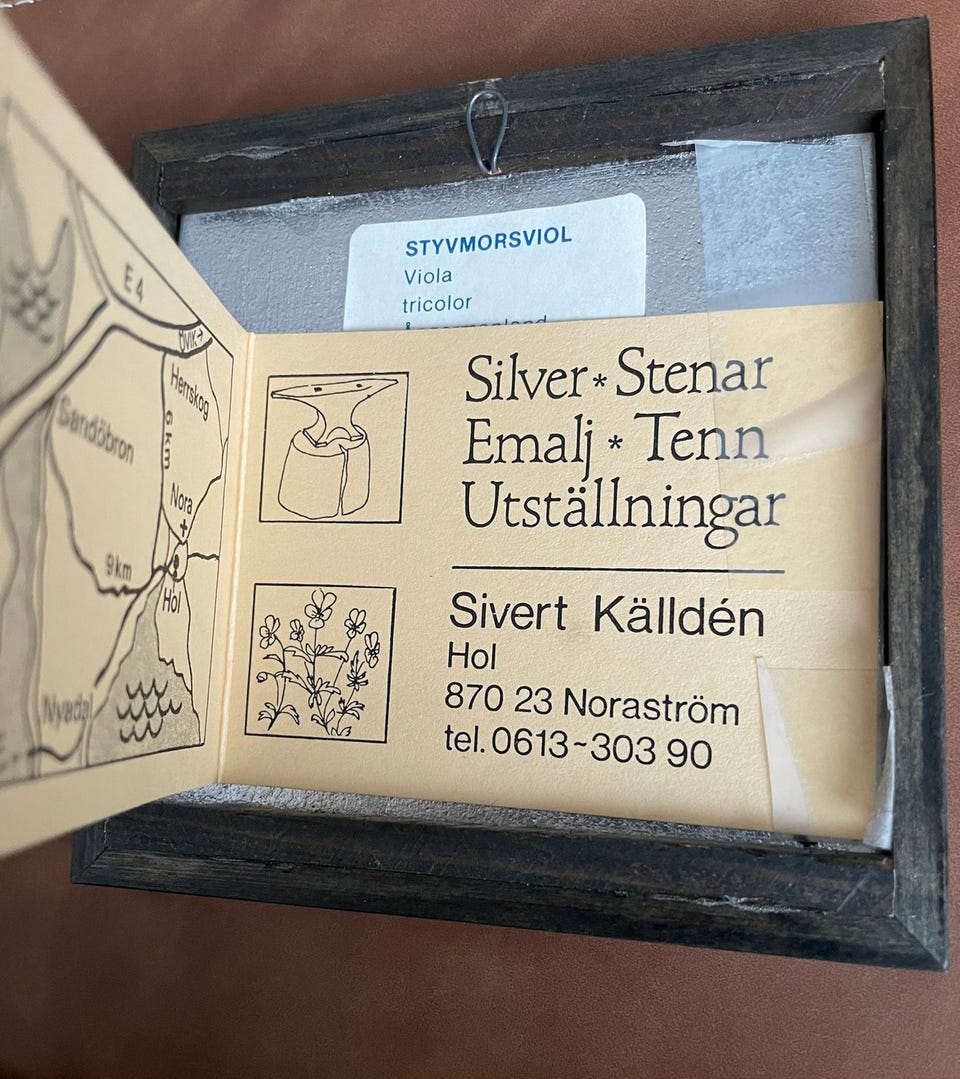 E 4
ÖVIK→
Herrskog
6 km
Sandöbron
Nora
9 km
Hol
Nyadal
STYVMORSVIOL
Viola
tricolor
Silver * Stenar
Emalj * Tenn
Utställningar
Sivert Källdén
Hol
870 23 Noraström
tel. 0613-303 90